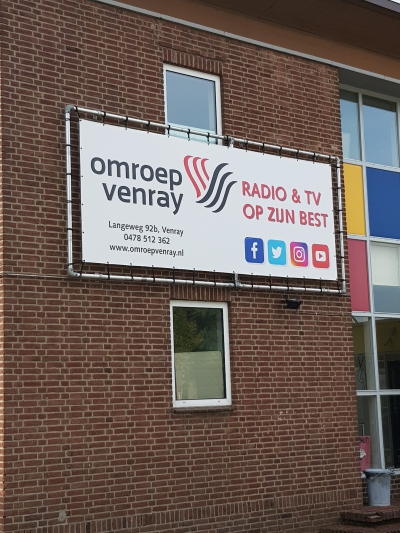 omroep
venray
Langeweg 92b, Venray
0478 512 362
www.omroepvenray.nl
RADIO & TV
OP ZIJN BEST